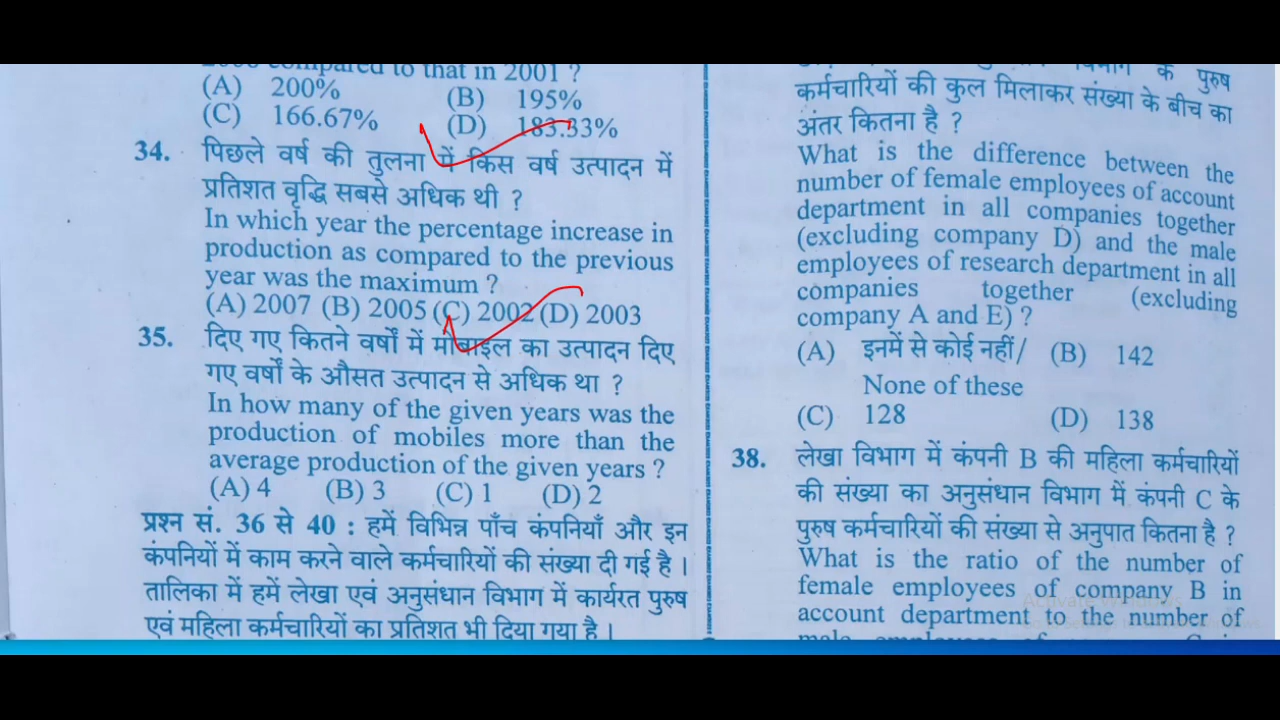 2006 compared to that in 2001 ?
(A) 200% (B) 195%
(C) 166.67% (D) 183.33%
34. पिछले वर्ष की तुलना में किस वर्ष उत्पादन में
प्रतिशत वृद्धि सबसे अधिक थी ?
In which year the percentage increase in
production as compared to the previous
year was the maximum ?
(A) 2007 (B) 2005 (C) 2002 (D) 2003
35. दिए गए कितने वर्षों में मोबाइल का उत्पादन दिए
गए वर्षों के औसत उत्पादन से अधिक था ?
In how many of the given years was the
production of mobiles more than the
average production of the given years ?
(A) 4 (B) 3 (C) 1 (D) 2
प्रश्न सं. 36 से 40 : हमें विभिन्न पाँच कंपनियाँ और इन
कंपनियों में काम करने वाले कर्मचारियों की संख्या दी गई है।
तालिका में हमें लेखा एवं अनुसंधान विभाग में कार्यरत पुरुष
एवं महिला कर्मचारियों का प्रतिशत भी दिया गया है।
विभाग के पुरुष
कर्मचारियों की कुल मिलाकर संख्या के बीच का
अंतर कितना है ?
What is the difference between the
number of female employees of account
department in all companies together
(excluding company D) and the male
employees of research department in all
companies together (excluding
company A and E) ?
(A) इनमें से कोई नहीं/ (B) 142
None of these
(C) 128 (D) 138
38. लेखा विभाग में कंपनी B की महिला कर्मचारियों
की संख्या का अनुसंधान विभाग में कंपनी C के
पुरुष कर्मचारियों की संख्या से अनुपात कितना है ?
What is the ratio of the number of
female employees of company B in
account department to the number of
Activate Windows